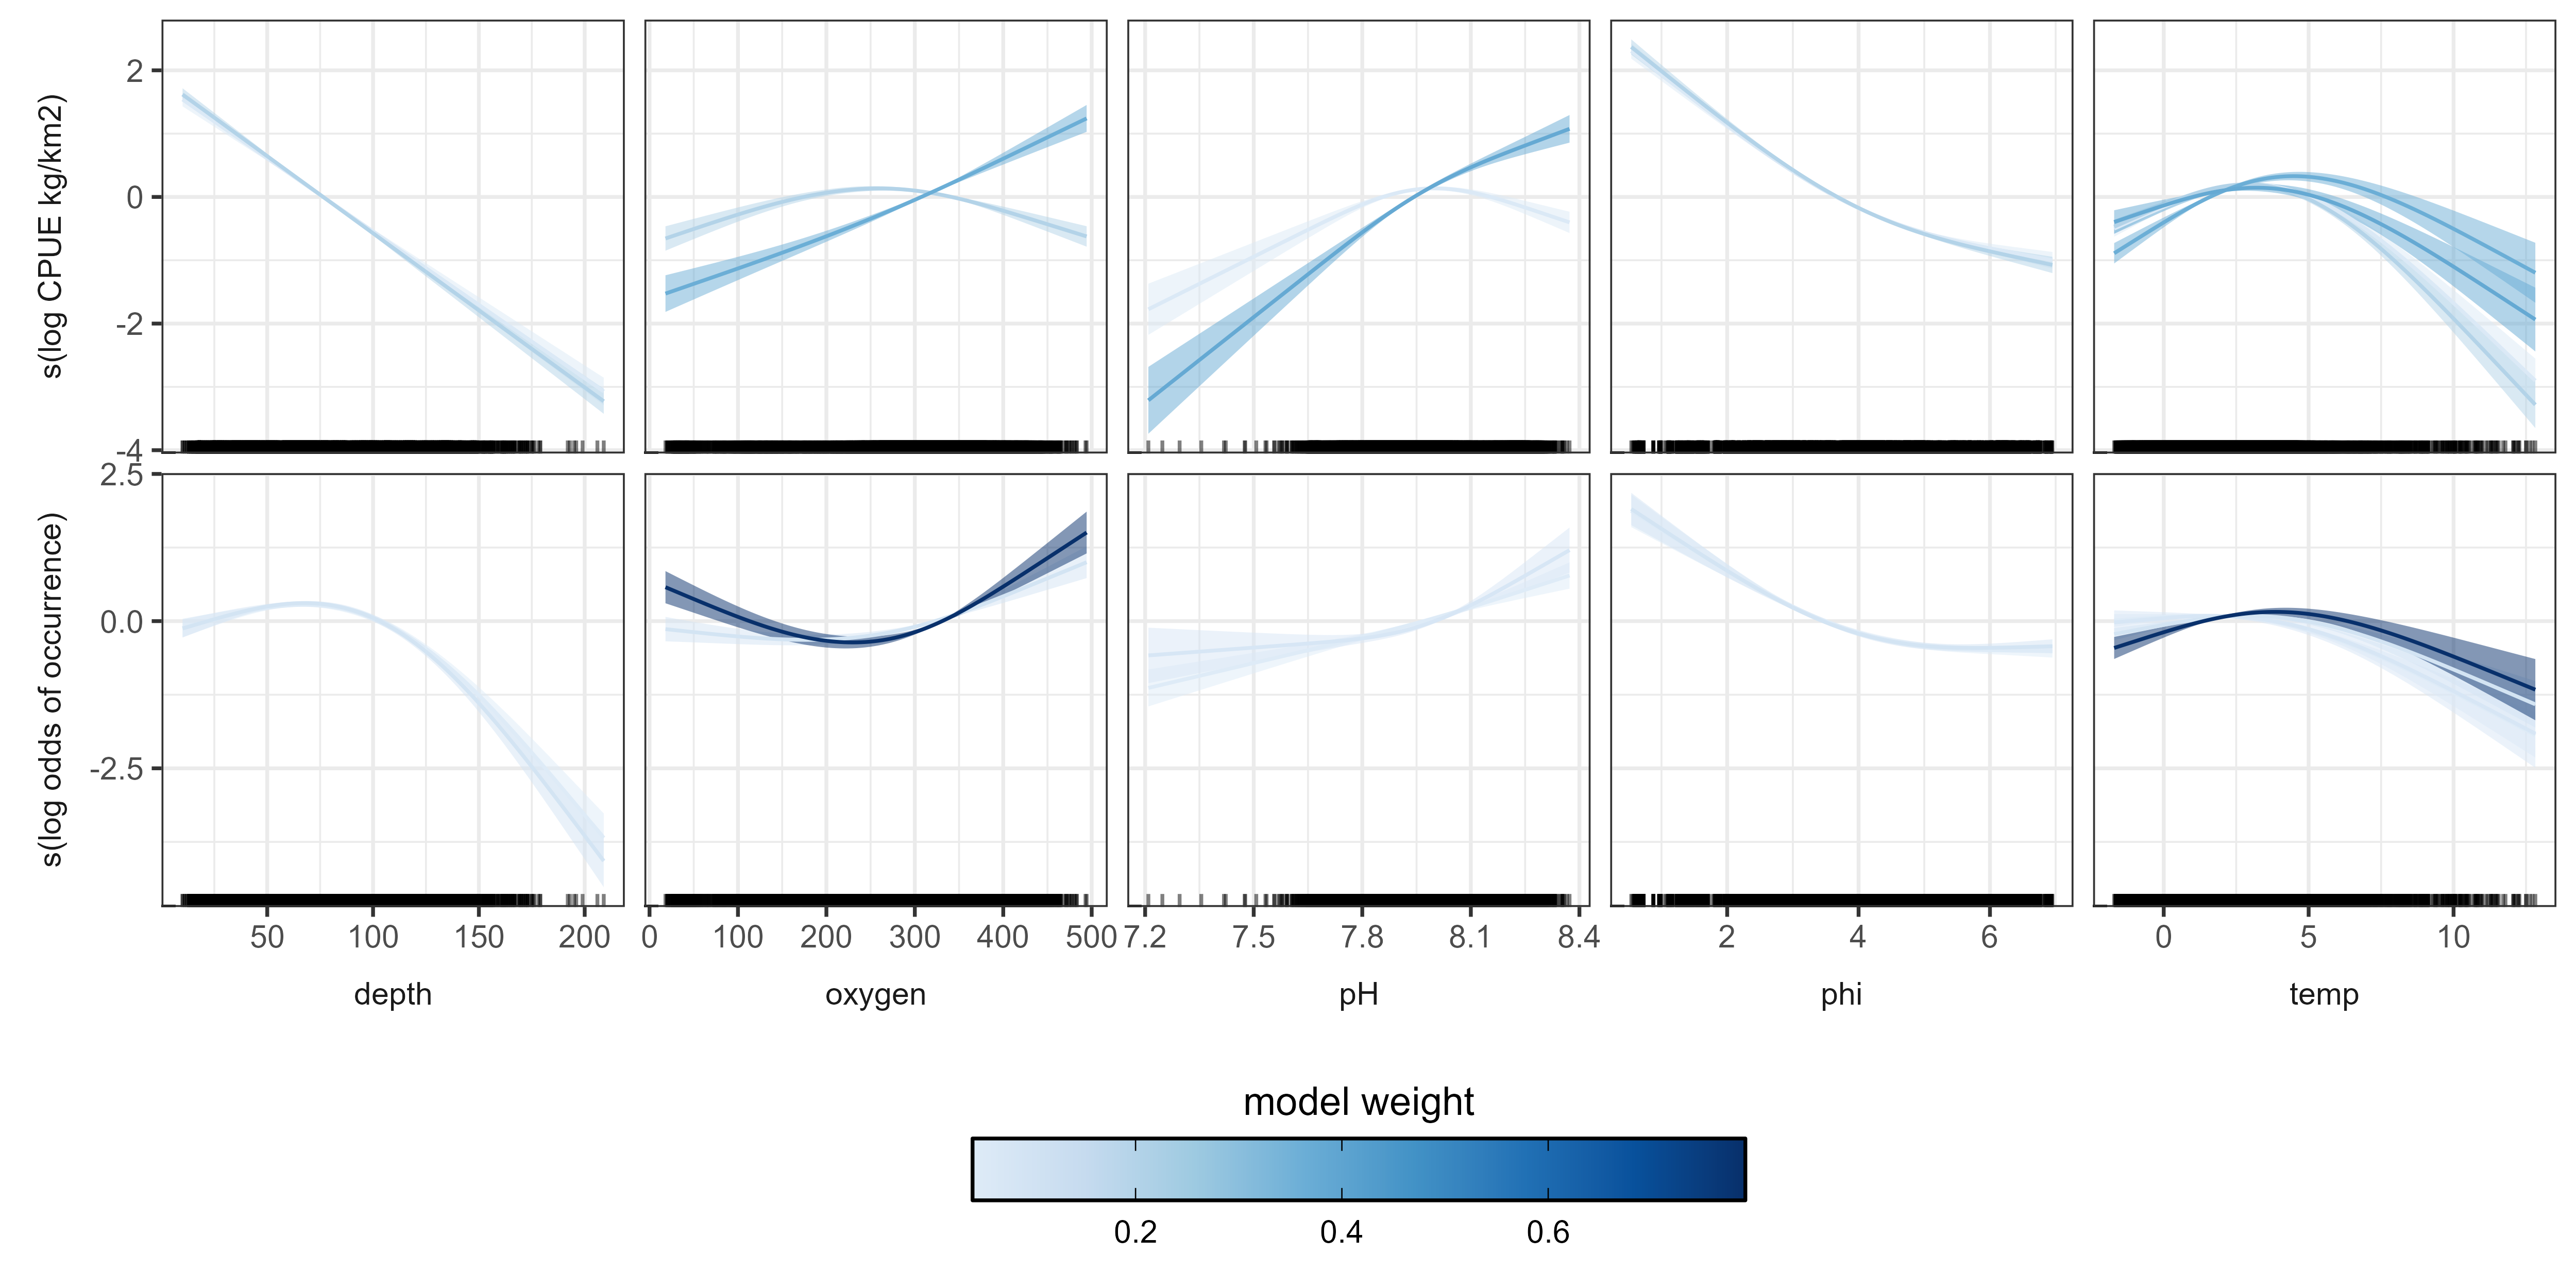 s(log CPUE kg/km2)
2
0
-2
-4
s(log odds of occurrence)
2.5
0.0
-2.5
50 100 150 200 0 100 200 300 400 500 7.2 7.5 7.8 8.1 8.4 2 4 6 0 5 10
depth oxygen pH phi temp
model weight
0.2 0.4 0.6